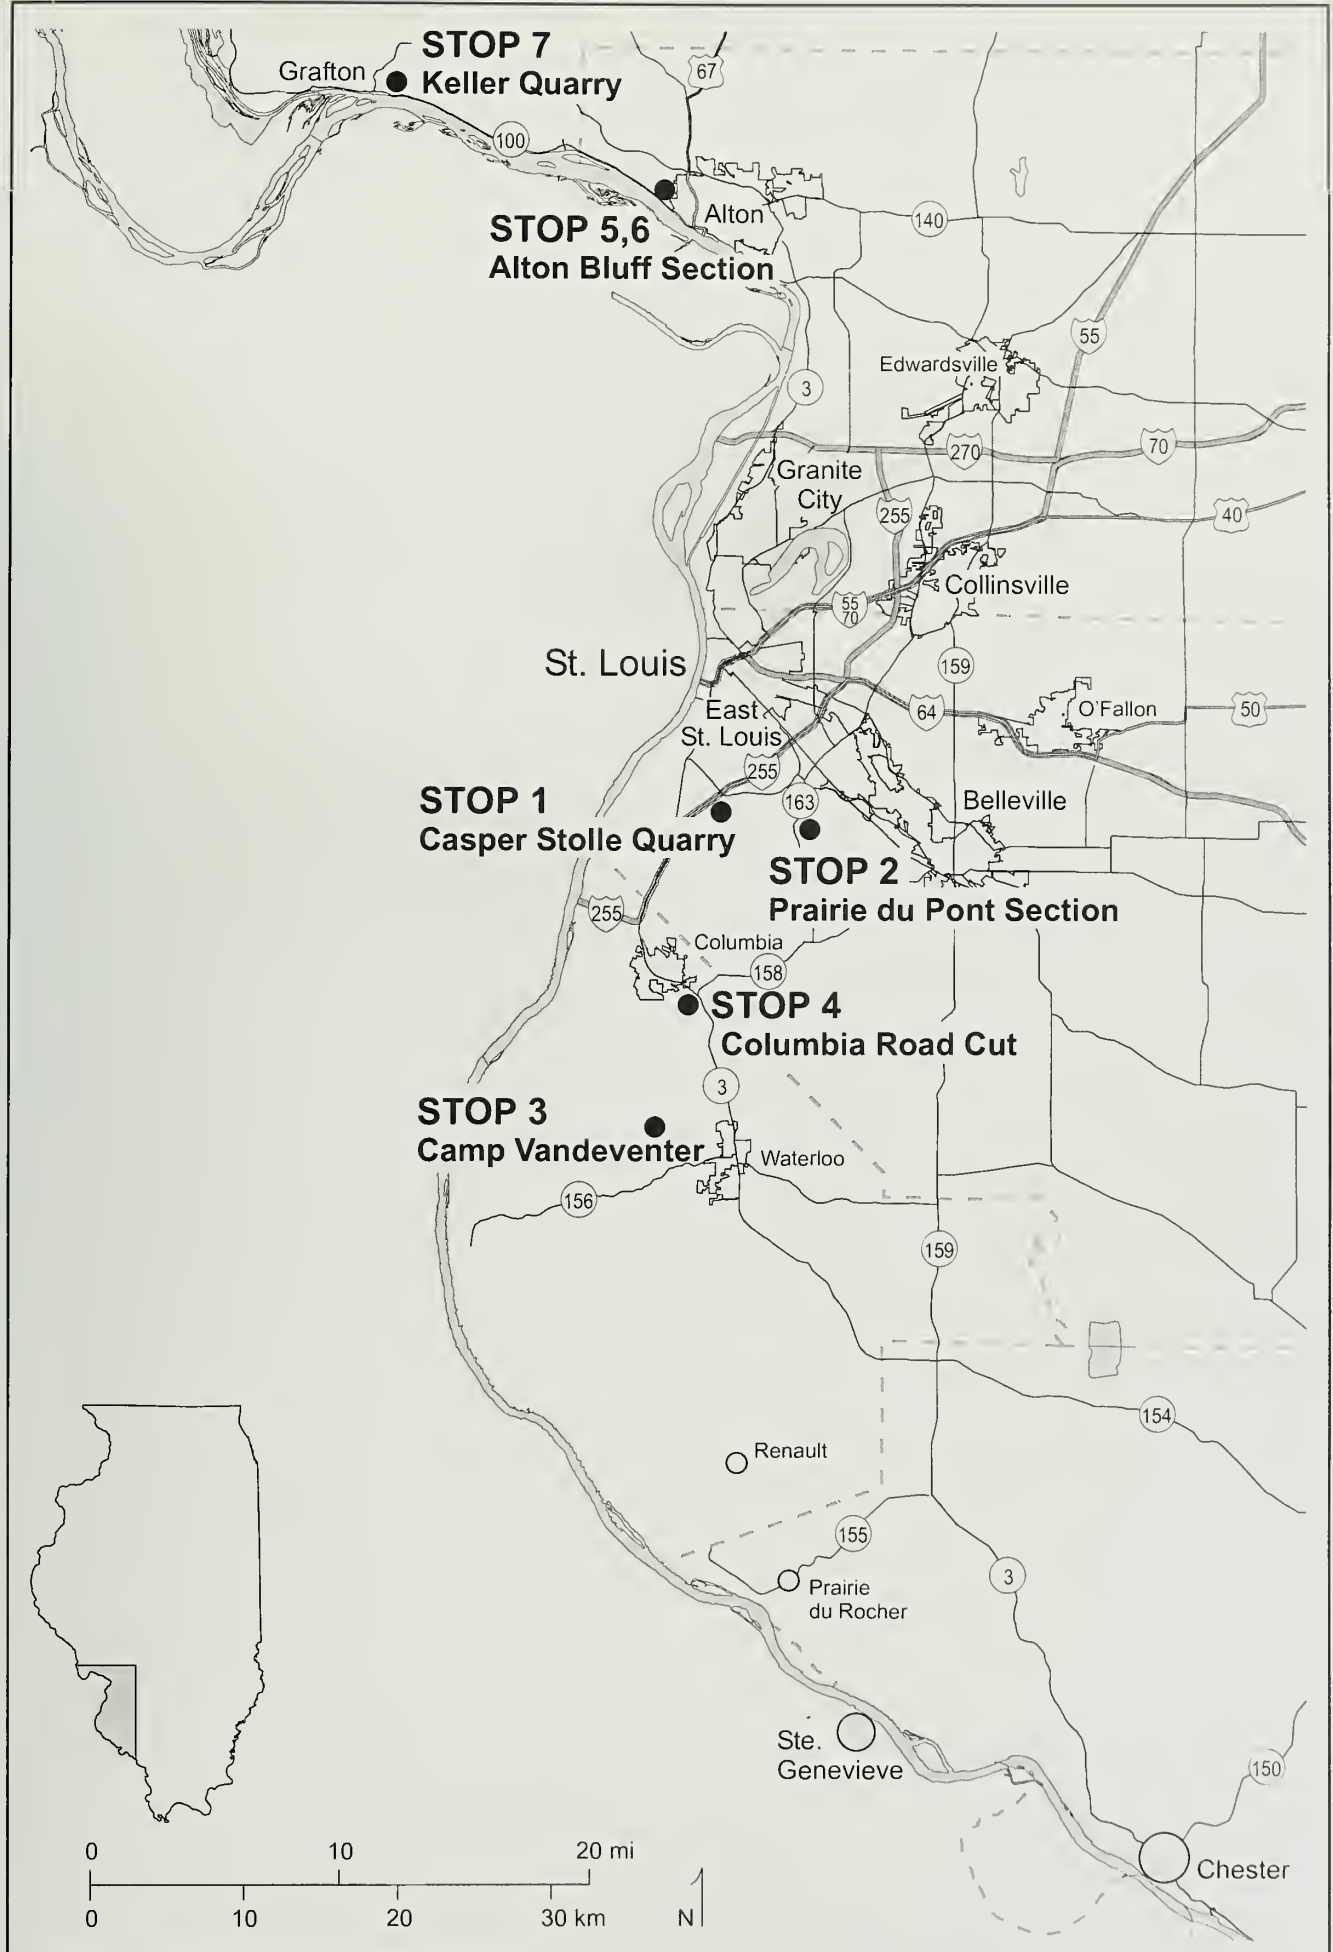 STOP 7
Grafton
Keller Quarry
67
100
Alton
140
STOP 5,6
Alton Bluff Section
55
Edwardsville
3
270
70
Granite
City
255
40
Collinsville
55
70
St. Louis
159
East
St. Louis
64
O'Fallon
50
255
STOP 1
Casper Stolle Quarry
163
Belleville
STOP 2
Prairie du Pont Section
255
Columbia
158
STOP 4
Columbia Road Cut
3
STOP 3
Camp Vandeventer
Waterloo
156
159
154
Renault
155
3
Prairie
du Rocher
Ste.
Genevieve
150
Chester
0 10 20 mi
0 10 20 30 km
N